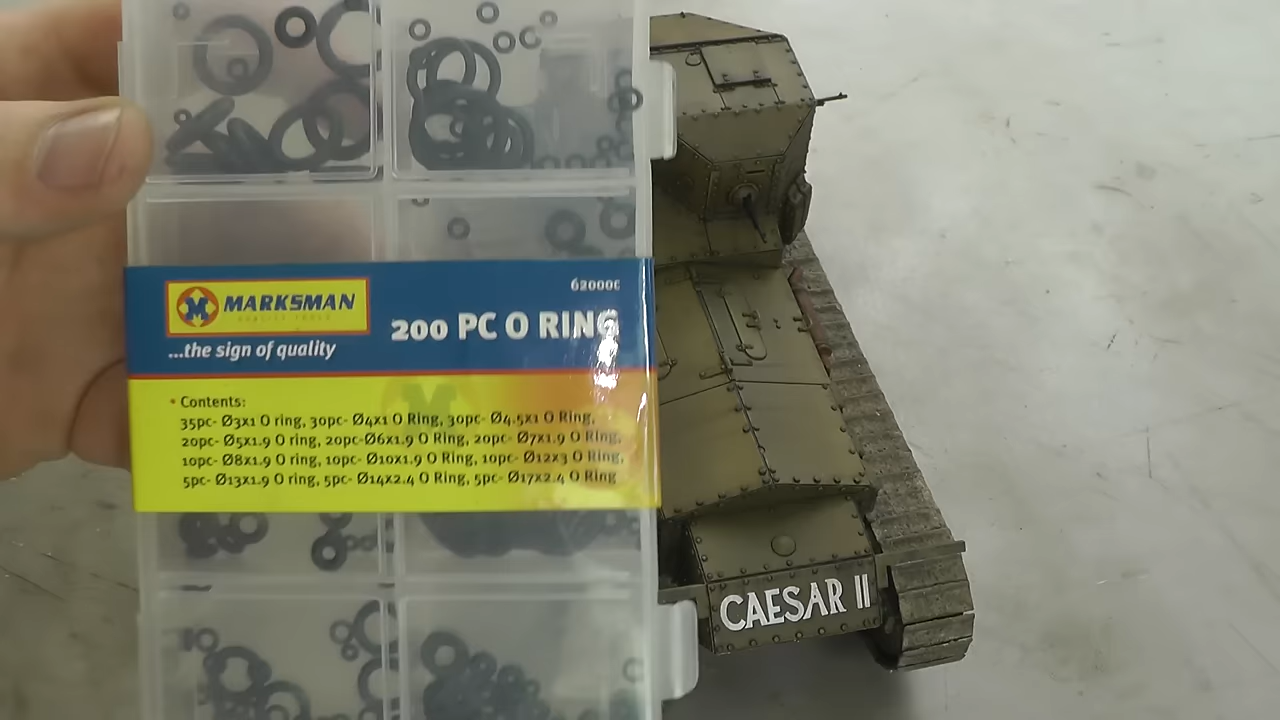 62000C
MARKSMAN
...the sign of quality
200 PC O RING
• Contents:
35pc- Ø3x1 O ring, 30pc- Ø4x1 O Ring, 30pc- Ø4.5x1 O Ring,
20pc- Ø5x1.9 O ring, 20pc-Ø6x1.9 O Ring, 20pc- Ø7x1.9 O Ring,
10pc- Ø8x1.9 O ring, 10pc- Ø10x1.9 O Ring, 10pc- Ø12x3 O Ring,
5pc- Ø13x1.9 O ring, 5pc- Ø14x2.4 O Ring, 5pc- Ø17x2.4 O Ring
CAESAR II